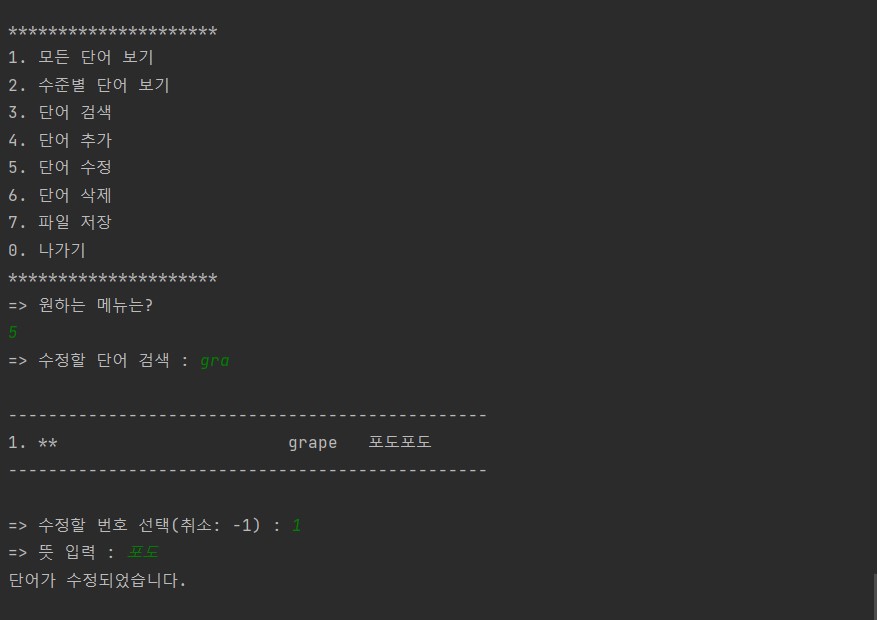 *********************
1. 모든 단어 보기
2. 수준별 단어 보기
3. 단어 검색
4. 단어 추가
5. 단어 수정
6. 단어 삭제
7. 파일 저장
0. 나가기
*********************
=> 원하는 메뉴는?
5
=> 수정할 단어 검색 : gra
------------------------------------------------
1. ** grape 포도포도
------------------------------------------------
=> 수정할 번호 선택(취소: -1) : 1
=> 뜻 입력 : 포도
단어가 수정되었습니다.